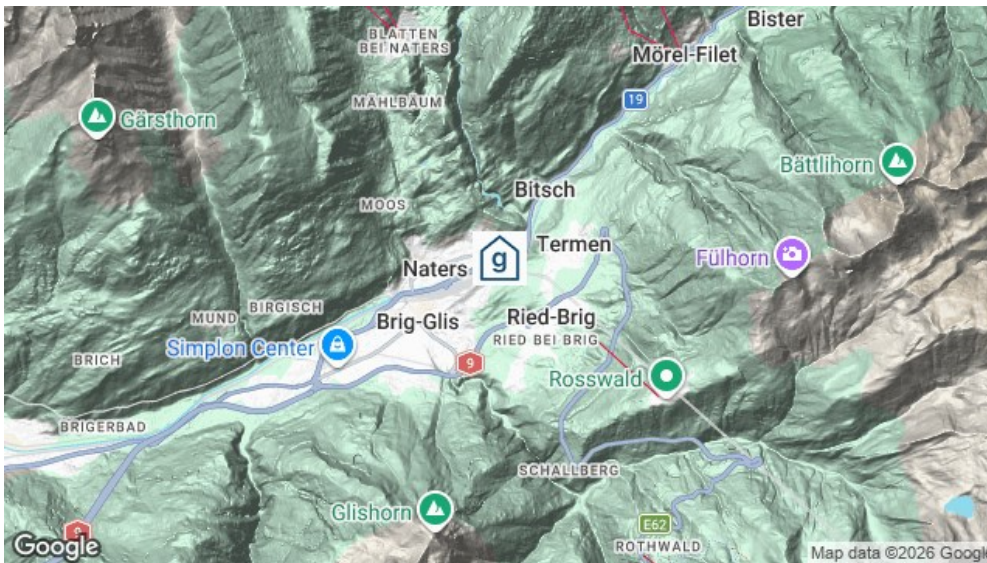 Bister
BLATTEN
BEI NATERS
Mörel-Filet
MÄHLBÄUM
19
Gärsthorn
Bättlihorn
Bitsch
MOOS
g
Termen
Fülhorn
Naters
BIRGISCH
MUND
Brig-Glis
Ried-Brig
RIED BEI BRIG
Simplon Center
BRICH
9
Rosswald
BRIGERBAD
SCHALLBERG
Glishorn
E62
9
ROTHWALD
Google
Map data ©2026 Google